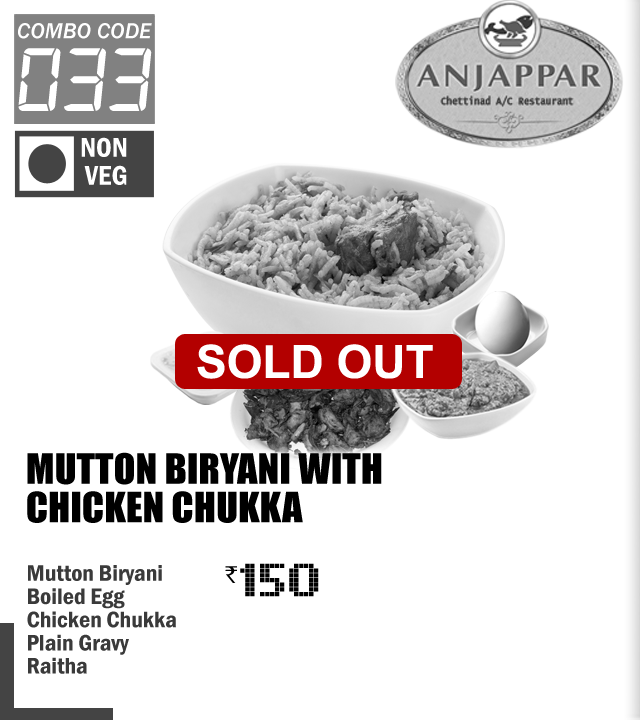 COMBO CODE
033
NON
VEG
ANJAPPAR
Chettinad A/C Restaurant
SOLD OUT
MUTTON BIRYANI WITH
CHICKEN CHUKKA
Mutton Biryani
₹150
Boiled Egg
Chicken Chukka
Plain Gravy
Raitha